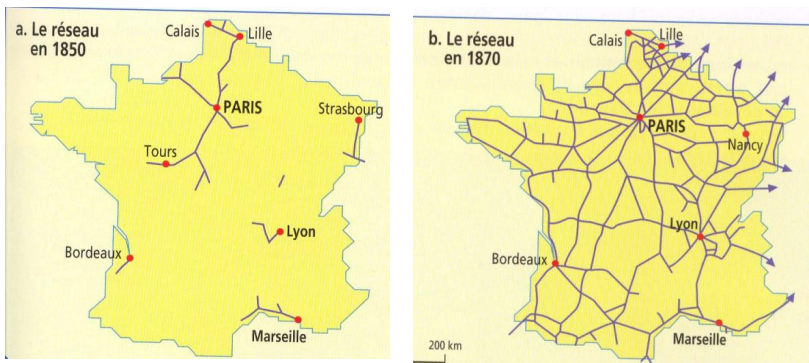 a. Le réseau
en 1850
Calais
Lille
PARIS
Strasbourg
Tours
Lyon
Bordeaux
Marseille
b. Le réseau
en 1870
Calais
Lille
PARIS
Nancy
Lyon
Bordeaux
Marseille
200 km